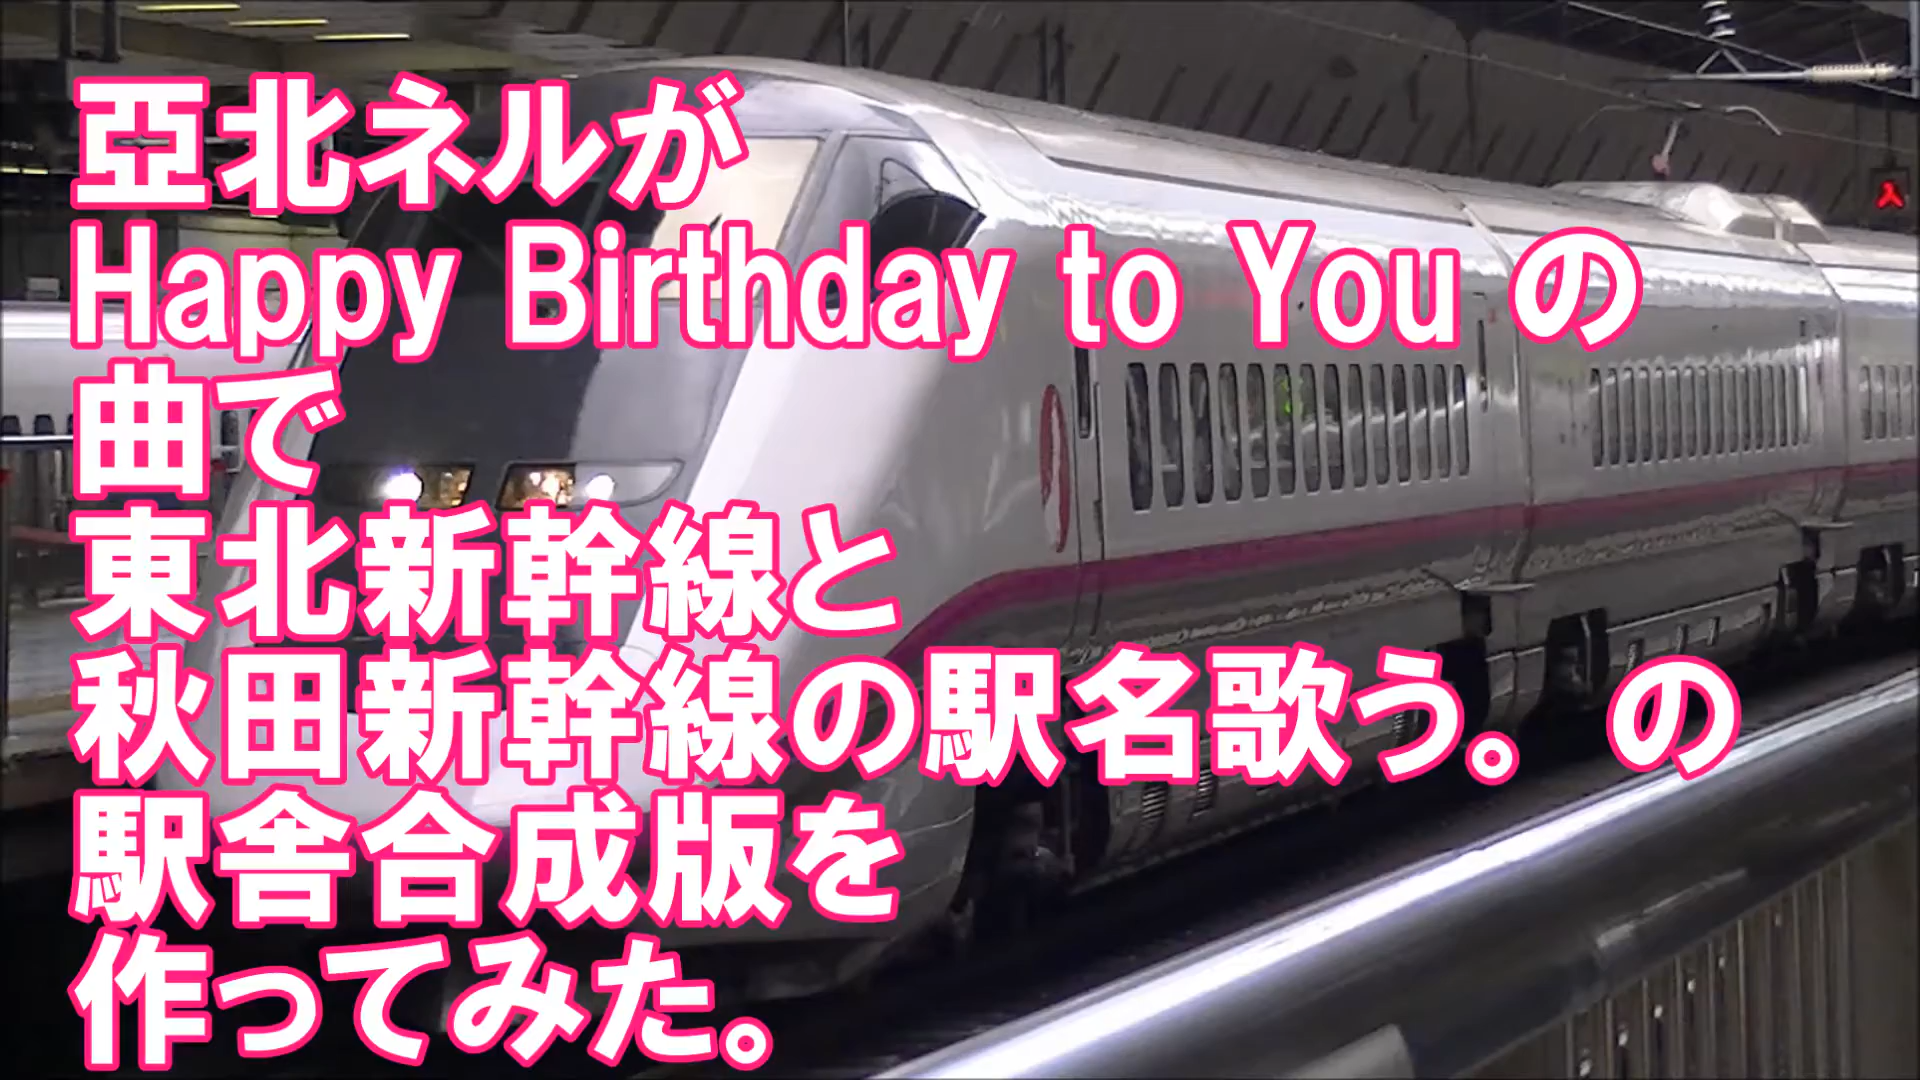 亞北ネルが
Happy Birthday to You の
曲で
東北新幹線と
秋田新幹線の駅名歌う。 の
駅舎合成版を
作ってみた。